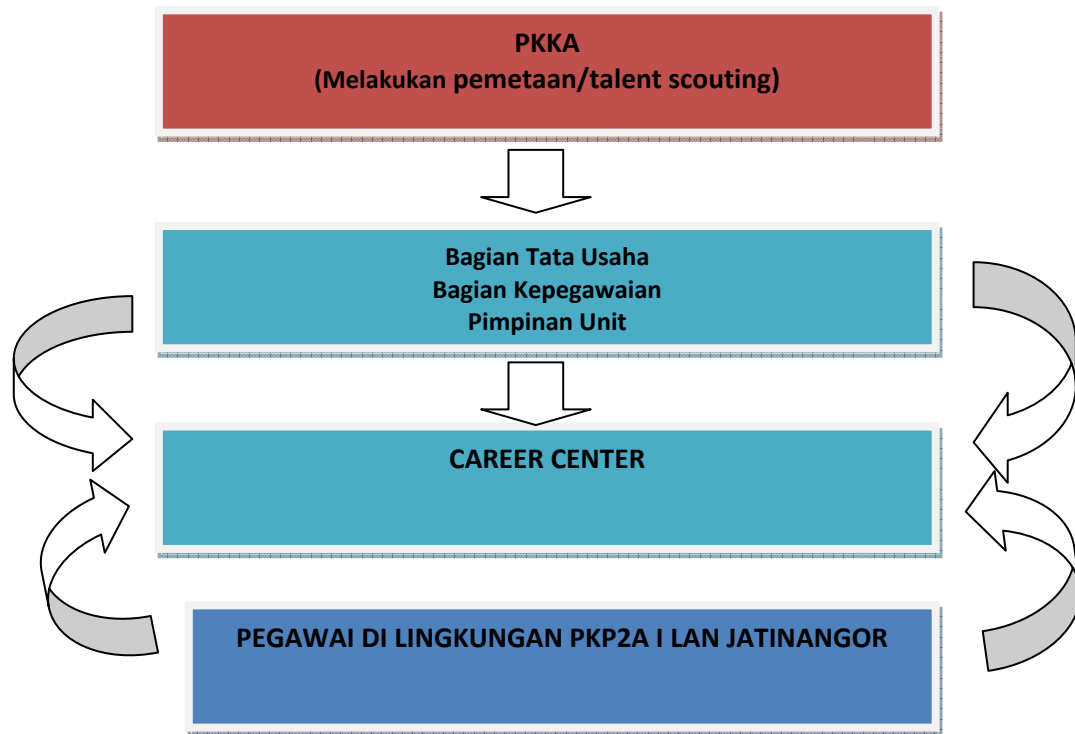 PKKA
(Melakukan pemetaan/talent scouting)
Bagian Tata Usaha
Bagian Kepegawaian
Pimpinan Unit
CAREER CENTER
PEGAWAI DI LINGKUNGAN PKP2A I LAN JATINANGOR